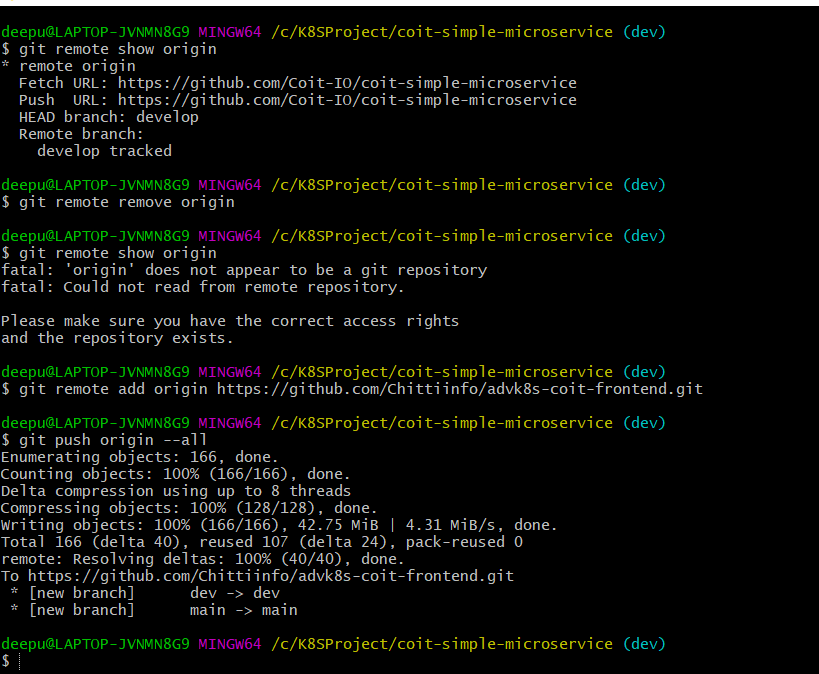 deepu@LAPTOP-JVNMN8G9 MINGW64 /c/K8SProject/coit-simple-microservice (dev)
$ git remote show origin
* remote origin
  Fetch URL: https://github.com/Coit-IO/coit-simple-microservice
  Push  URL: https://github.com/Coit-IO/coit-simple-microservice
  HEAD branch: develop
  Remote branch:
    develop tracked
deepu@LAPTOP-JVNMN8G9 MINGW64 /c/K8SProject/coit-simple-microservice (dev)
$ git remote remove origin
deepu@LAPTOP-JVNMN8G9 MINGW64 /c/K8SProject/coit-simple-microservice (dev)
$ git remote show origin
fatal: 'origin' does not appear to be a git repository
fatal: Could not read from remote repository.
Please make sure you have the correct access rights
and the repository exists.
deepu@LAPTOP-JVNMN8G9 MINGW64 /c/K8SProject/coit-simple-microservice (dev)
$ git remote add origin https://github.com/Chittiinfo/advk8s-coit-frontend.git
deepu@LAPTOP-JVNMN8G9 MINGW64 /c/K8SProject/coit-simple-microservice (dev)
$ git push origin --all
Enumerating objects: 166, done.
Counting objects: 100% (166/166), done.
Delta compression using up to 8 threads
Compressing objects: 100% (128/128), done.
Writing objects: 100% (166/166), 42.75 MiB | 4.31 MiB/s, done.
Total 166 (delta 40), reused 107 (delta 24), pack-reused 0
remote: Resolving deltas: 100% (40/40), done.
To https://github.com/Chittiinfo/advk8s-coit-frontend.git
 * [new branch]      dev -> dev
 * [new branch]      main -> main
deepu@LAPTOP-JVNMN8G9 MINGW64 /c/K8SProject/coit-simple-microservice (dev)
$